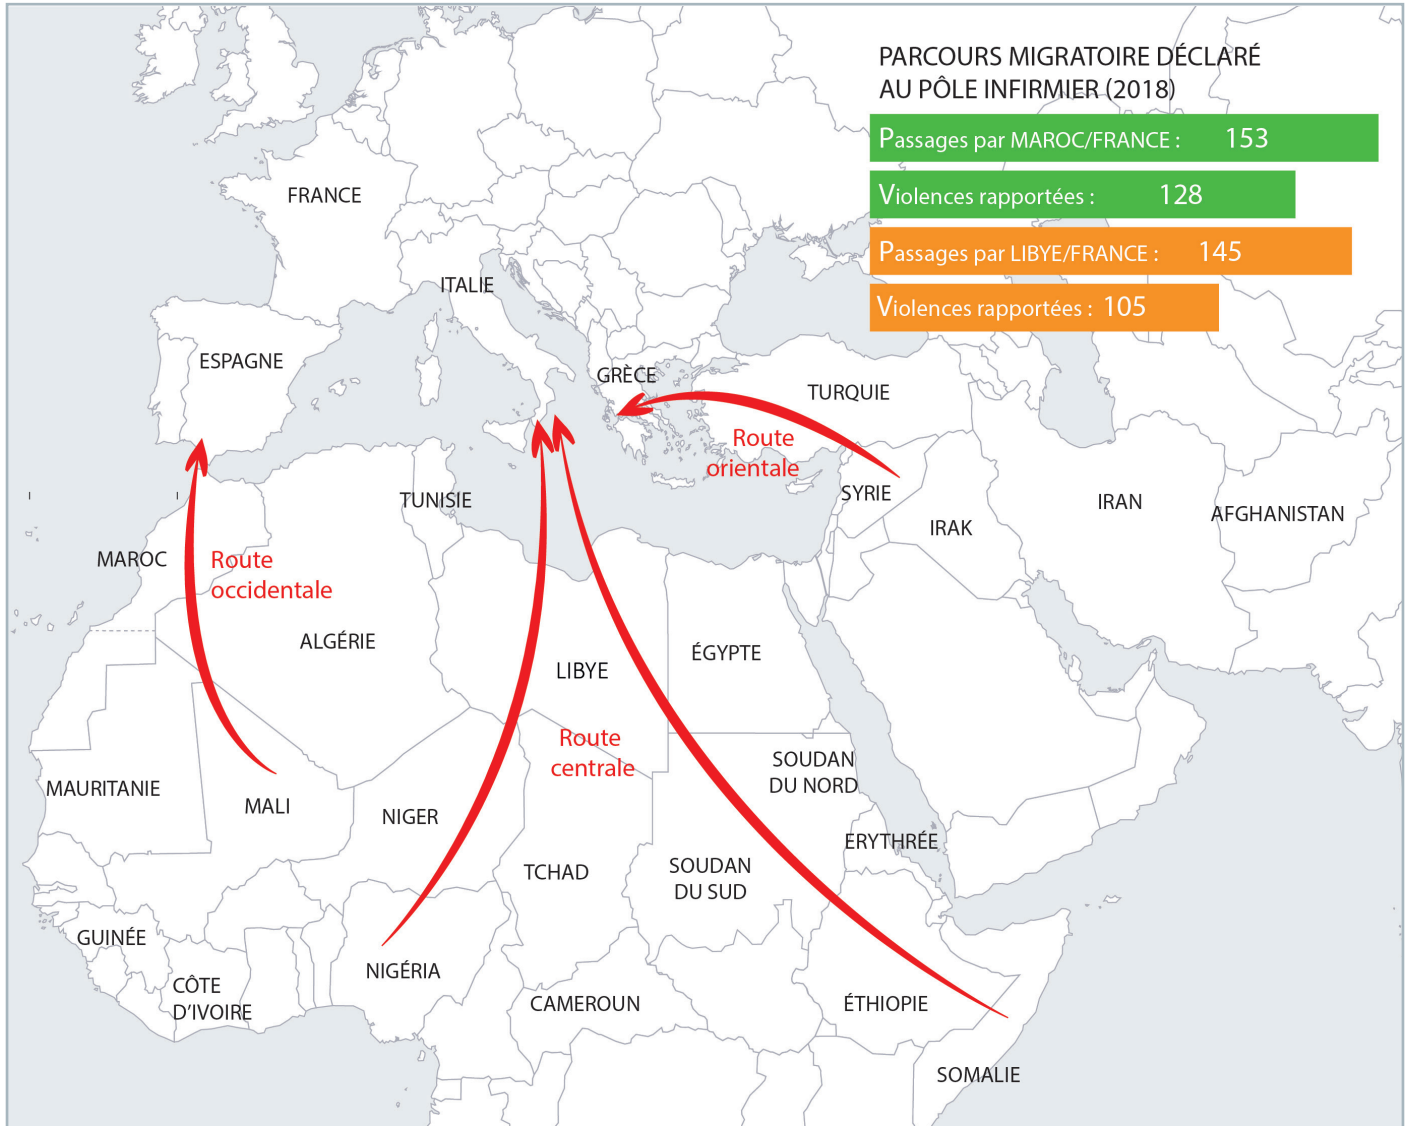 PARCOURS MIGRATOIRE DÉCLARÉ
AU PÔLE INFIRMIER (2018)
Passages par MAROC/FRANCE : 153
Violences rapportées : 128
Passages par LIBYE/FRANCE : 145
Violences rapportées : 105
FRANCE
ITALIE
ESPAGNE
GRÈCE
TURQUIE
Route
orientale
SYRIE
TUNISIE
IRAN
AFGHANISTAN
IRAK
MAROC
Route
occidentale
ALGÉRIE
LIBYE
ÉGYPTE
Route
centrale
SOUDAN
DU NORD
MAURITANIE
MALI
NIGER
ERYTHRÉE
TCHAD
SOUDAN
DU SUD
GUINÉE
NIGÉRIA
CÔTE
D'IVOIRE
CAMEROUN
ÉTHIOPIE
SOMALIE